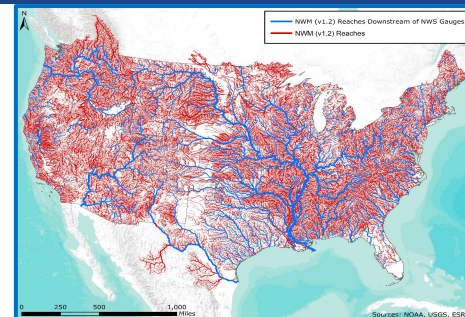 N
NWM (v1.2) Reaches Downstream of NWS Gauges
NWM (v1.2) Reaches
0 250 500 1,000
Miles
Sources: NOAA, USGS, ESR